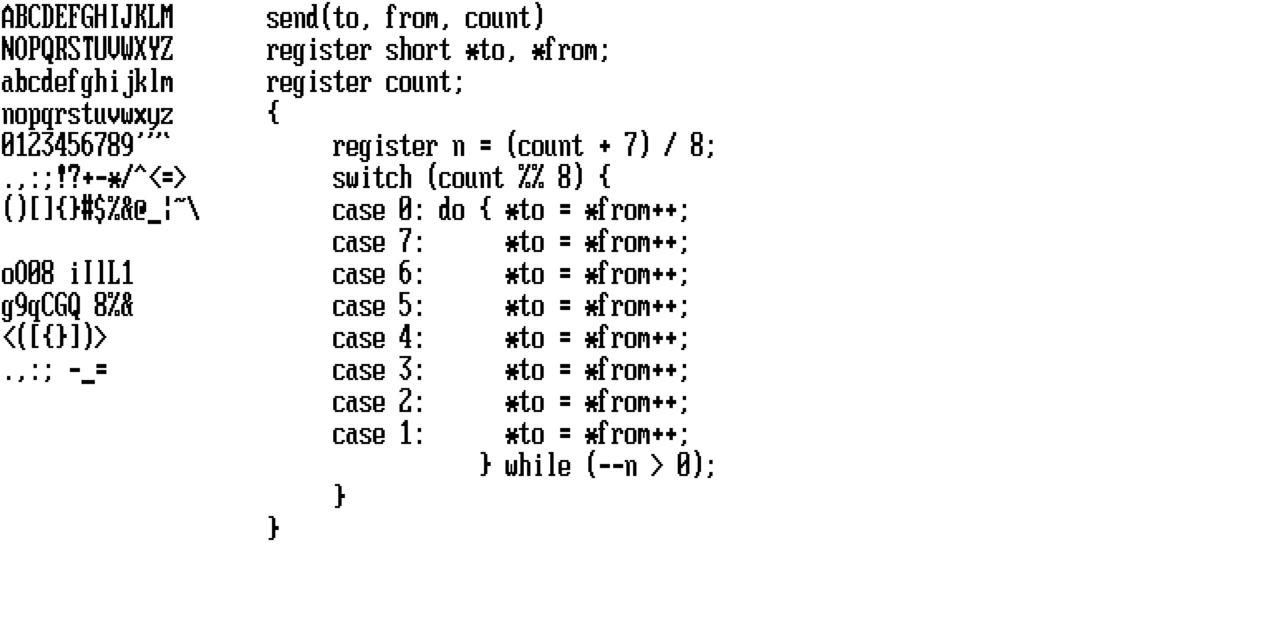 ABCDEFGHIJKLM
NOPQRSTUVWXYZ
abcdefghijklm
nopqrstuvwxyz
0123456789'"`
.,:;!?+-*/^<=>
()[]{}#$%&@_¦~\
oO08 iIlL1
g9qCGQ 8%&
<([{}])>
.,:; -_=
send(to, from, count)
register short *to, *from;
register count;
{
    register n = (count + 7) / 8;
    switch (count %% 8) {
    case 0: do { *to = *from++;
    case 7:      *to = *from++;
    case 6:      *to = *from++;
    case 5:      *to = *from++;
    case 4:      *to = *from++;
    case 3:      *to = *from++;
    case 2:      *to = *from++;
    case 1:      *to = *from++;
               } while (--n > 0);
    }
}